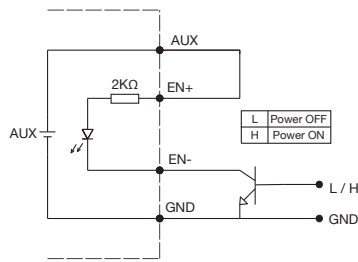 AUX
2KΩ
EN+
L Power OFF
H Power ON
AUX
EN-
L / H
GND
GND